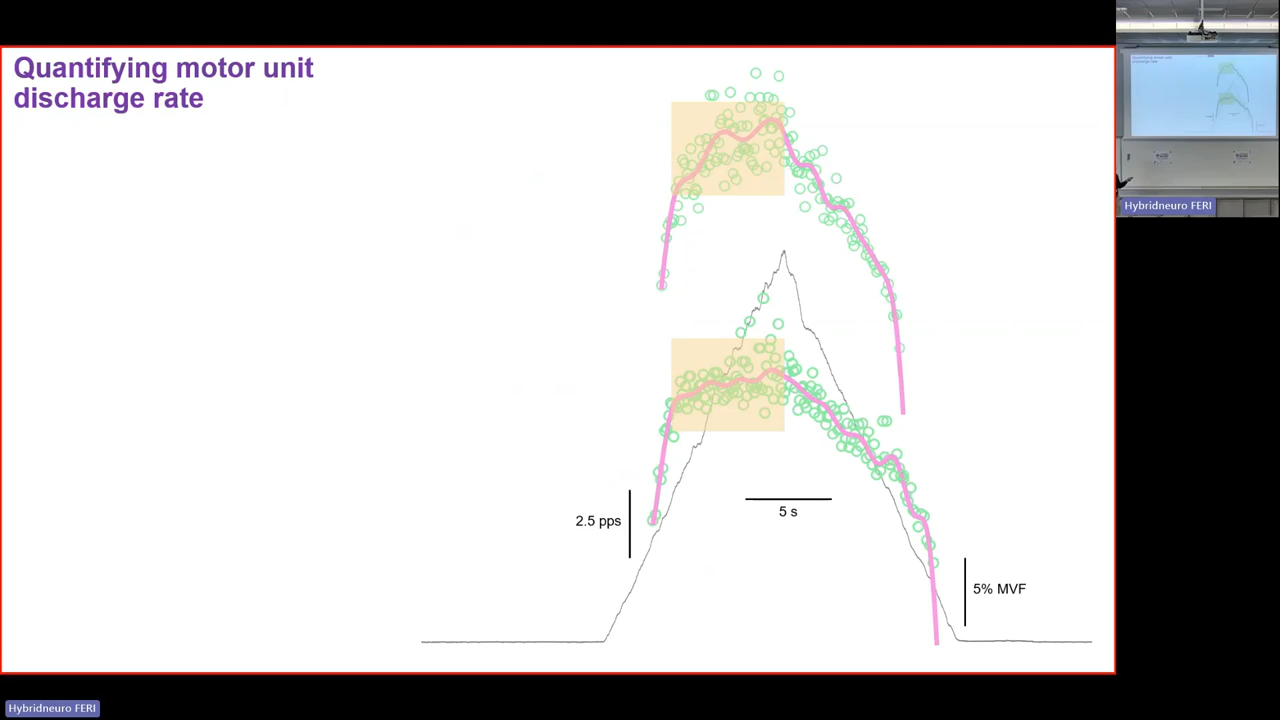 Quantifying motor unit
discharge rate
2.5 pps
5 s
5% MVF
Hybridneuro FERI
Hybridneuro FERI